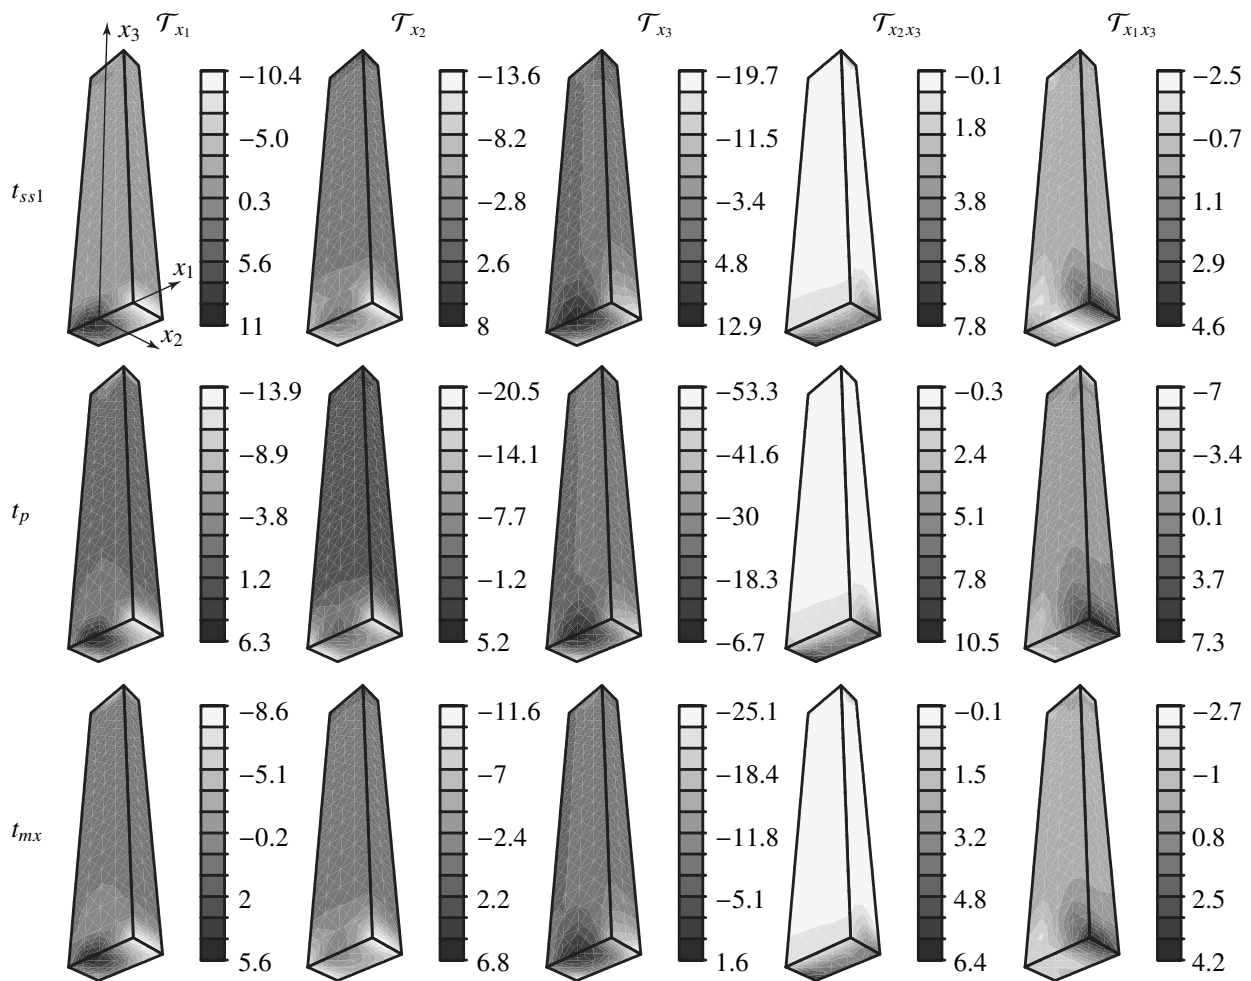 𝒯x₁ 𝒯x₂ 𝒯x₃ 𝒯x₂x₃ 𝒯x₁x₃
x₃
−10.4 −13.6 −19.7 −0.1 −2.5
−5.0 −8.2 −11.5 1.8 −0.7
tss1 0.3 −2.8 −3.4 3.8 1.1
x₁
5.6 2.6 4.8 5.8 2.9
11 8 12.9 7.8 4.6
x₂
−13.9 −20.5 −53.3 −0.3 −7
−8.9 −14.1 −41.6 2.4 −3.4
tp −3.8 −7.7 −30 5.1 0.1
1.2 −1.2 −18.3 7.8 3.7
6.3 5.2 −6.7 10.5 7.3
−8.6 −11.6 −25.1 −0.1 −2.7
−5.1 −7 −18.4 1.5 −1
tmx −0.2 −2.4 −11.8 3.2 0.8
2 2.2 −5.1 4.8 2.5
5.6 6.8 1.6 6.4 4.2